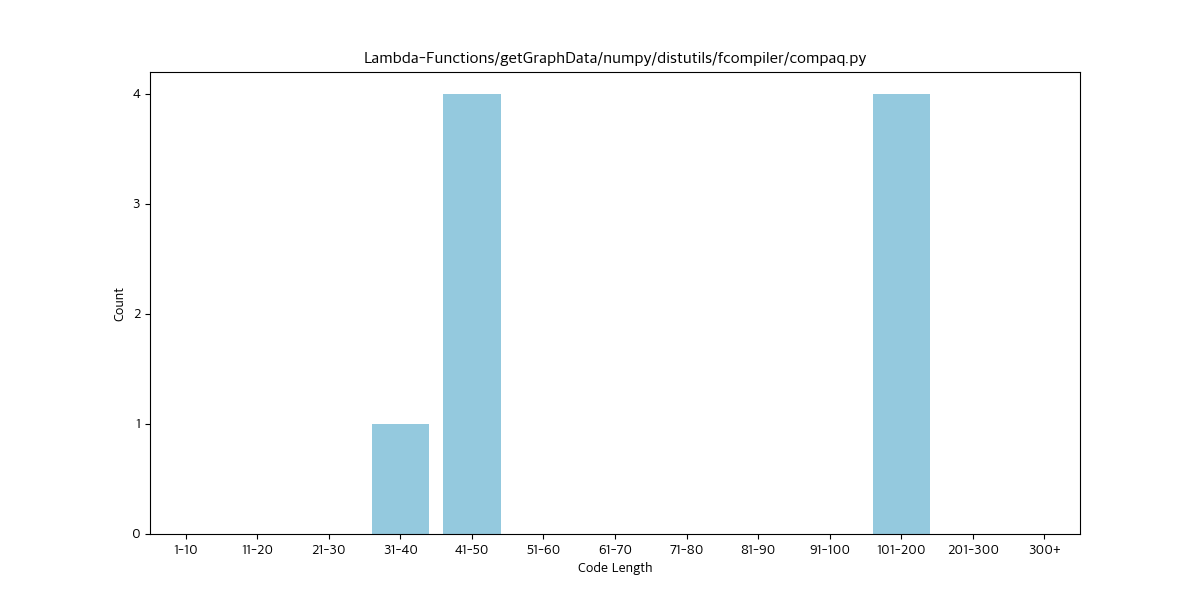 Lambda-Functions/getGraphData/numpy/distutils/fcompiler/compaq.py
Count
4
3
2
1
0
1-10 11-20 21-30 31-40 41-50 51-60 61-70 71-80 81-90 91-100 101-200 201-300 300+
Code Length